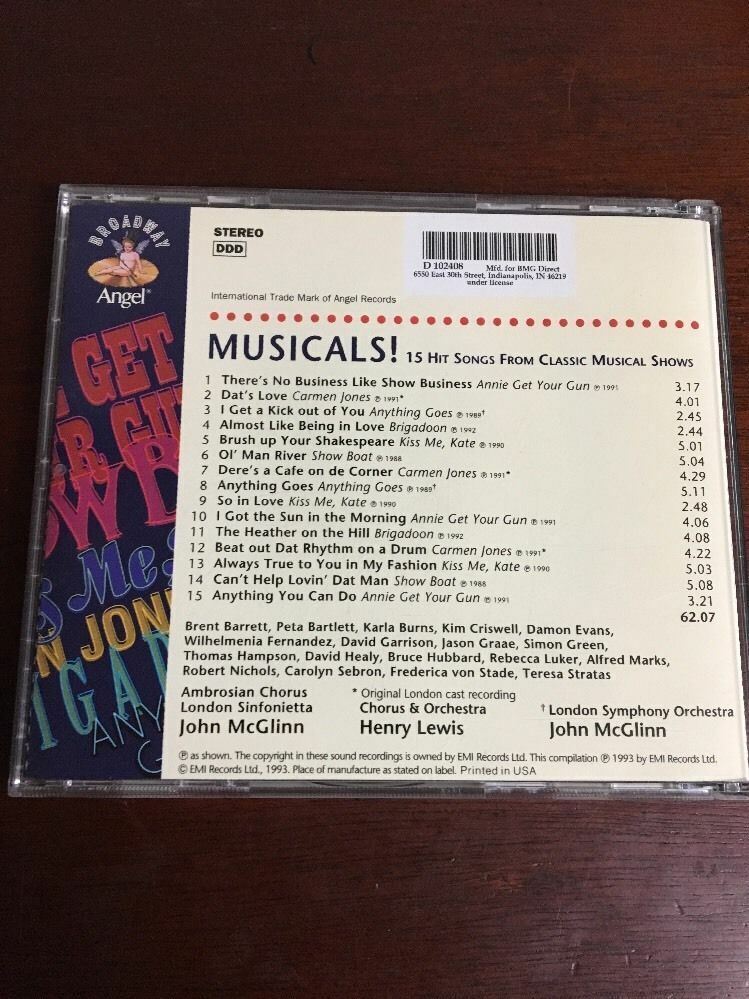 BROADWAY
Angel®
GET
STEREO
DDD
D 102408 Mfd. for BMG Direct
6550 East 30th Street, Indianapolis, IN 46219
under license
International Trade Mark of Angel Records
MUSICALS! 15 HIT SONGS FROM CLASSIC MUSICAL SHOWS
1 There's No Business Like Show Business Annie Get Your Gun ℗ 1991 3.17
2 Dat's Love Carmen Jones ℗ 1991* 4.01
3 I Get a Kick out of You Anything Goes ℗ 1989† 2.45
4 Almost Like Being in Love Brigadoon ℗ 1992 2.44
5 Brush up Your Shakespeare Kiss Me, Kate ℗ 1990 5.01
6 Ol' Man River Show Boat ℗ 1988 5.04
7 Dere's a Cafe on de Corner Carmen Jones ℗ 1991* 4.29
8 Anything Goes Anything Goes ℗ 1989† 5.11
9 So in Love Kiss Me, Kate ℗ 1990 2.48
10 I Got the Sun in the Morning Annie Get Your Gun ℗ 1991 4.06
11 The Heather on the Hill Brigadoon ℗ 1992 4.08
12 Beat out Dat Rhythm on a Drum Carmen Jones ℗ 1991* 4.22
13 Always True to You in My Fashion Kiss Me, Kate ℗ 1990 5.03
14 Can't Help Lovin' Dat Man Show Boat ℗ 1988 5.08
15 Anything You Can Do Annie Get Your Gun ℗ 1991 3.21
62.07
Brent Barrett, Peta Bartlett, Karla Burns, Kim Criswell, Damon Evans,
Wilhelmenia Fernandez, David Garrison, Jason Graae, Simon Green,
Thomas Hampson, David Healy, Bruce Hubbard, Rebecca Luker, Alfred Marks,
Robert Nichols, Carolyn Sebron, Frederica von Stade, Teresa Stratas
Ambrosian Chorus * Original London cast recording
London Sinfonietta Chorus & Orchestra † London Symphony Orchestra
John McGlinn Henry Lewis John McGlinn
℗ as shown. The copyright in these sound recordings is owned by EMI Records Ltd. This compilation ℗ 1993 by EMI Records Ltd.
© EMI Records Ltd., 1993. Place of manufacture as stated on label. Printed in USA